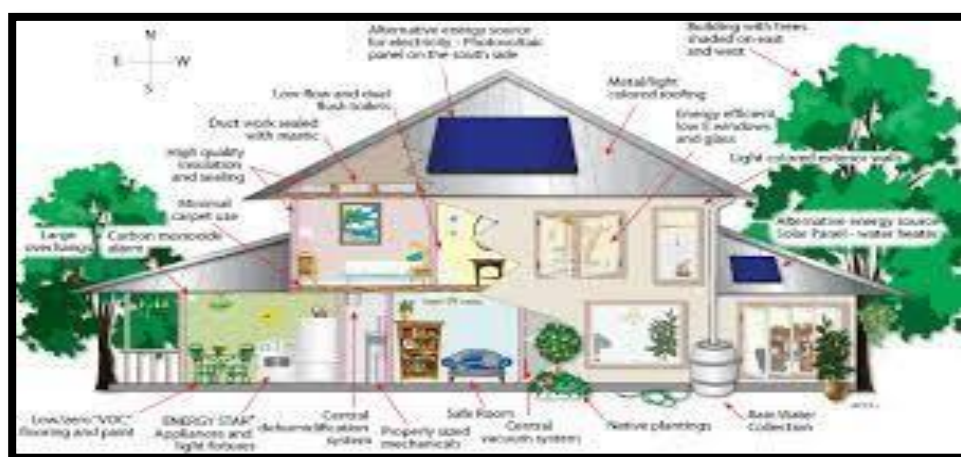 N
E W
S
Alternative energy source
for electricity - Photovoltaic
panel on the south side
Building with trees
shaded on east
and west
Low flow and dual
flush toilets
Metal/light
colored roofing
Duct work sealed
with mastic
Energy efficient
low E windows
and glass
High quality
insulation
and sealing
Light colored exterior walls
Minimal
carpet use
Large
overhangs
Carbon monoxide
alarm
Alternative energy source
Solar Panel - water heater
Low/zero "VOC"
flooring and paint
ENERGY STAR®
Appliances and
light fixtures
Central
dehumidification
system
Properly sized
mechanicals
Safe Room
Central
vacuum system
Native plantings
Rain Water
Collection